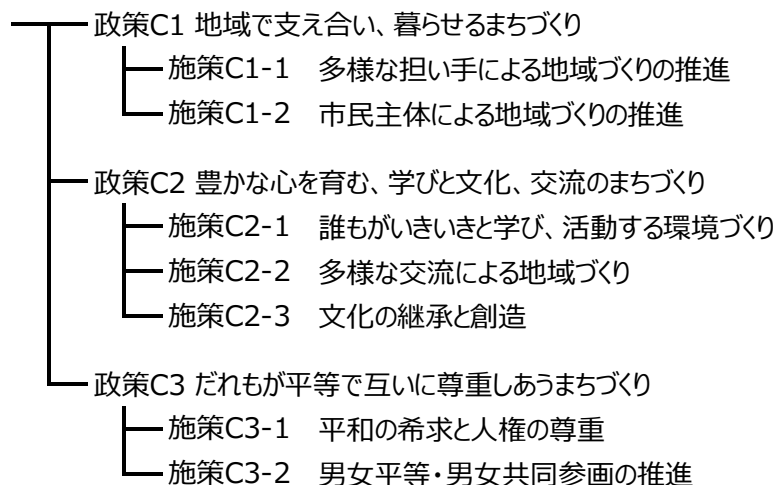 政策C1 地域で支え合い、暮らせるまちづくり
施策C1-1 多様な担い手による地域づくりの推進
施策C1-2 市民主体による地域づくりの推進
政策C2 豊かな心を育む、学びと文化、交流のまちづくり
施策C2-1 誰もがいきいきと学び、活動する環境づくり
施策C2-2 多様な交流による地域づくり
施策C2-3 文化の継承と創造
政策C3 だれもが平等で互いに尊重しあうまちづくり
施策C3-1 平和の希求と人権の尊重
施策C3-2 男女平等・男女共同参画の推進